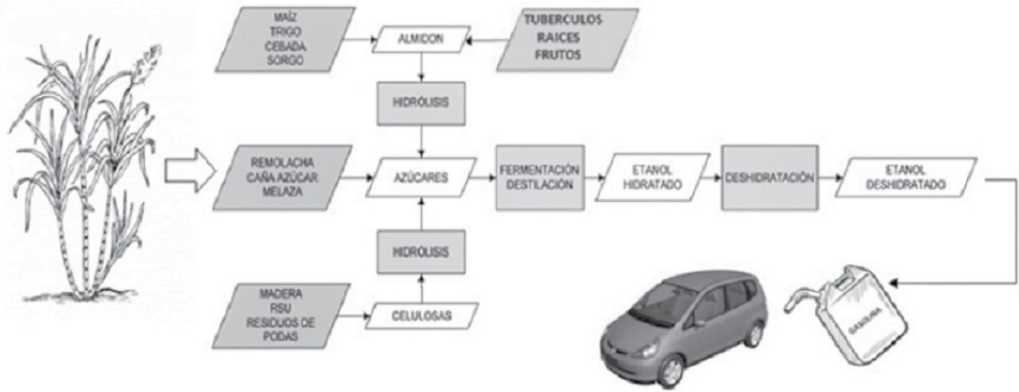 MAÍZ
TRIGO
CEBADA
SORGO
ALMIDON
TUBERCULOS
RAICES
FRUTOS
HIDRÓLISIS
REMOLACHA
CAÑA AZÚCAR
MELAZA
AZÚCARES
FERMENTACIÓN
DESTILACIÓN
ETANOL
HIDRATADO
DESHIDRATACIÓN
ETANOL
DESHIDRATADO
HIDRÓLISIS
MADERA
RSU
RESIDUOS DE
PODAS
CELULOSAS
GASOLINA